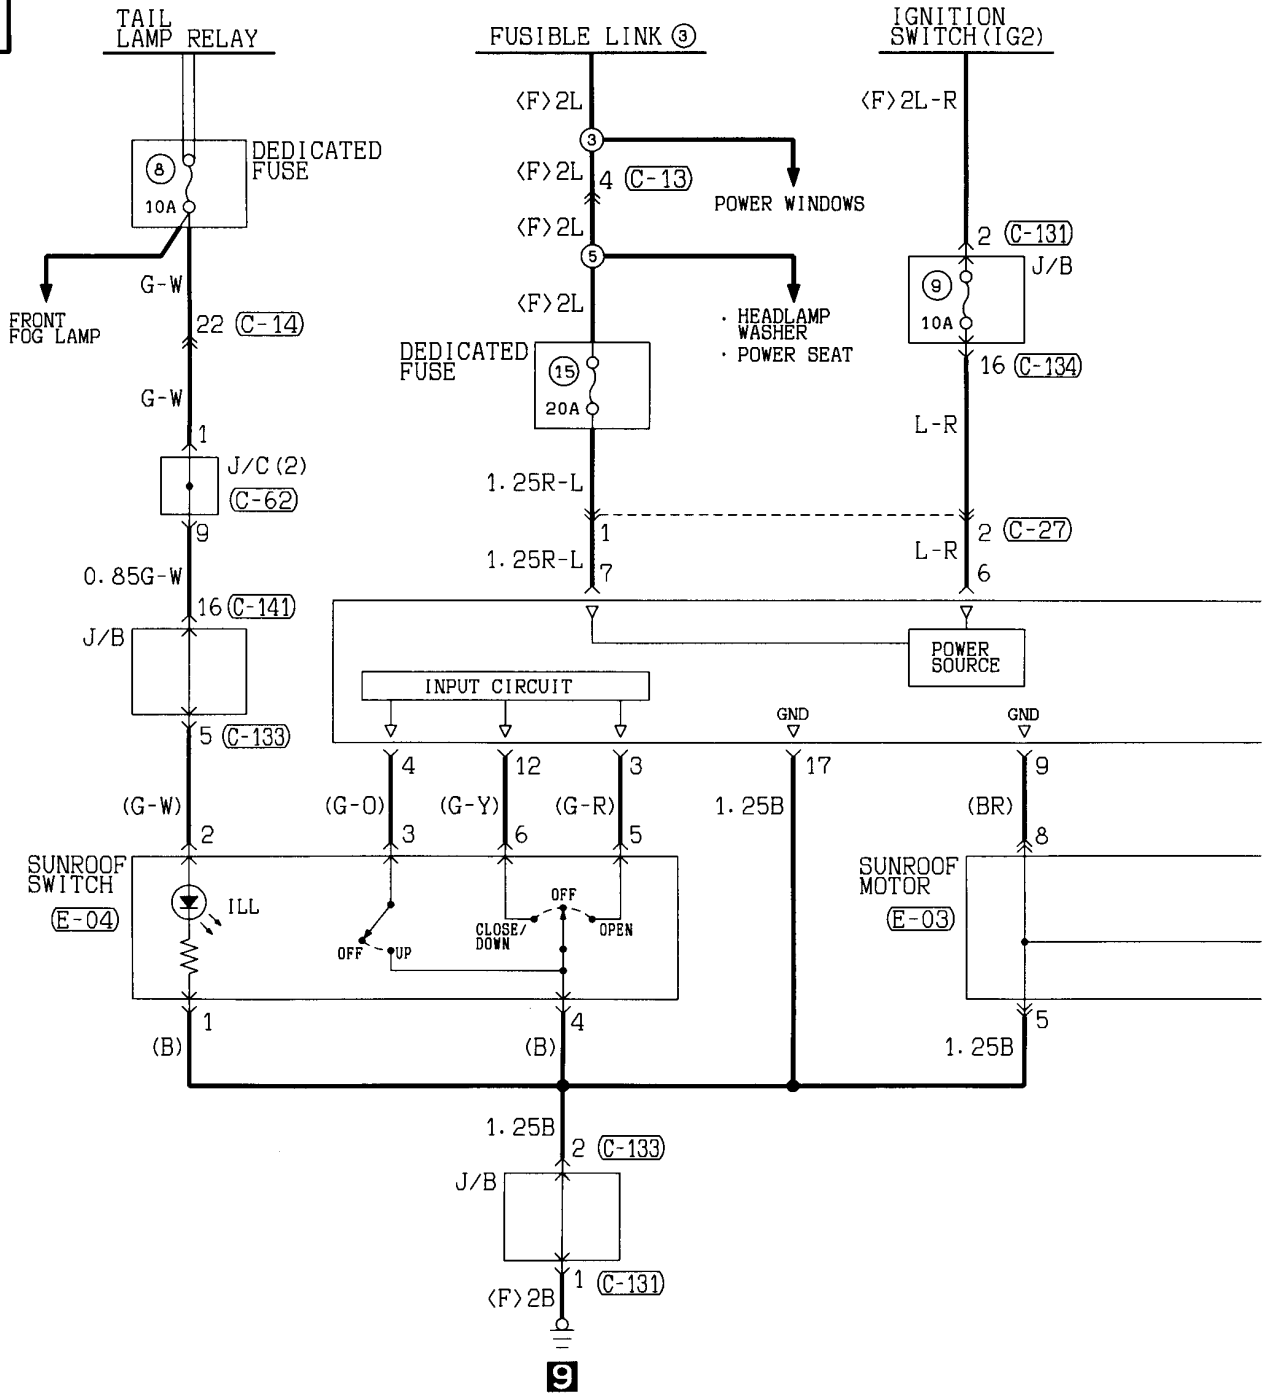 TAIL
LAMP RELAY
FUSIBLE LINK ③
IGNITION
SWITCH(IG2)
⟨F⟩2L
⟨F⟩2L-R
③
DEDICATED
FUSE
⑧
10A
⟨F⟩2L
4 (C-13)
POWER WINDOWS
⟨F⟩2L
⑤
2 (C-131)
J/B
G-W
⑨
10A
⟨F⟩2L
FRONT
FOG LAMP
22 (C-14)
· HEADLAMP
WASHER
· POWER SEAT
DEDICATED
FUSE
⑮
20A
16 (C-134)
G-W
L-R
1
J/C(2)
(C-62)
1.25R-L
9
1
2 (C-27)
0.85G-W
1.25R-L
7
L-R
6
16 (C-141)
J/B
POWER
SOURCE
INPUT CIRCUIT
GND
GND
5 (C-133)
4
12
3
17
9
(G-W)
(G-O)
(G-Y)
(G-R)
1.25B
(BR)
2
3
6
5
8
SUNROOF
SWITCH
(E-04)
ILL
OFF
UP
CLOSE/
DOWN
OFF
OPEN
SUNROOF
MOTOR
(E-03)
1
4
5
(B)
(B)
1.25B
1.25B
2 (C-133)
J/B
1 (C-131)
⟨F⟩2B
9